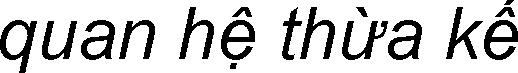 quan hệ thừa kế